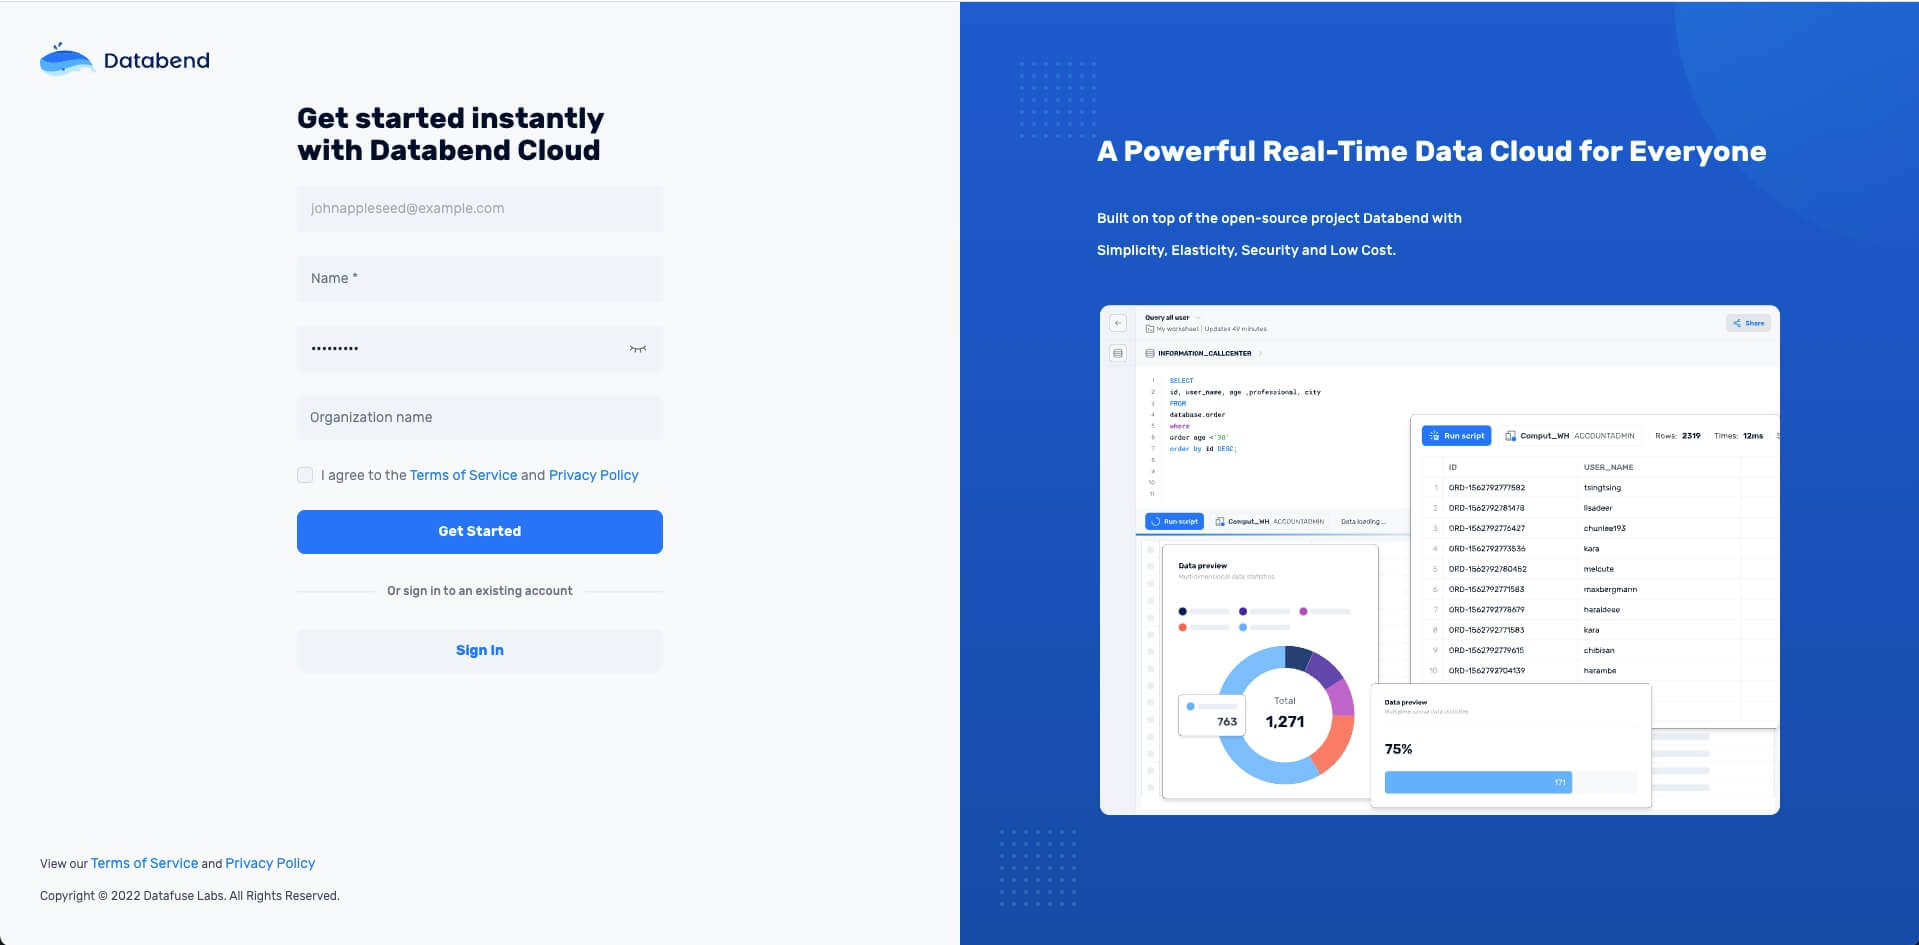 Databend
Get started instantly
with Databend Cloud
johnappleseed@example.com
Name *
•••••••••
Organization name
I agree to the Terms of Service and Privacy Policy
Get Started
Or sign in to an existing account
Sign In
View our Terms of Service and Privacy Policy
Copyright © 2022 Datafuse Labs. All Rights Reserved.
A Powerful Real-Time Data Cloud for Everyone
Built on top of the open-source project Databend with
Simplicity, Elasticity, Security and Low Cost.
Query all user
My worksheet | Updates 49 minutes
Share
INFORMATION_CALLCENTER
1 SELECT
2 id, user_name, age ,professional, city
3 FROM
4 database.order
5 where
6 order age <'30'
7 order by id DESC;
8
9
10
11
Run script Comput_WH ACCOUNTADMIN Data loading ...
Run script Comput_WH ACCOUNTADMIN Rows: 2319 Times: 12ms
ID USER_NAME
1 ORD-1562792777582 tsingtsing
2 ORD-1562792781478 lisadeer
3 ORD-1562792776427 chunlee193
4 ORD-1562792773536 kara
5 ORD-1562792780452 melcute
6 ORD-1562792771583 maxbergmann
7 ORD-1562792778679 haraldeee
8 ORD-1562792771583 kara
9 ORD-1562792779615 chibisan
10 ORD-1562792704139 harambe
Data preview
Multidimensional data statistics
Total
1,271
763
Data preview
Multidimensional data statistics
75%
171